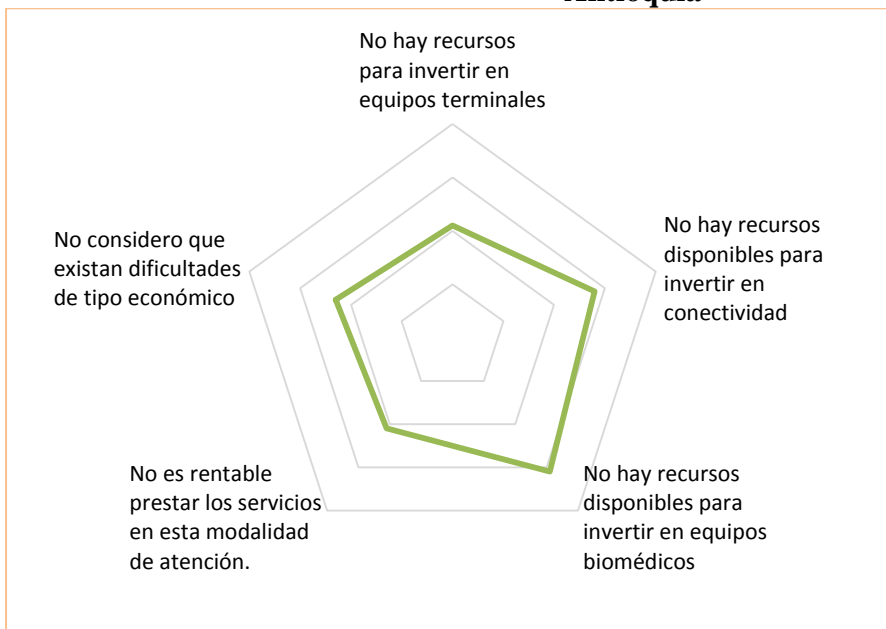 No hay recursos
para invertir en
equipos terminales
No hay recursos
disponibles para
invertir en
conectividad
No hay recursos
disponibles para
invertir en equipos
biomédicos
No es rentable
prestar los servicios
en esta modalidad
de atención.
No considero que
existan dificultades
de tipo económico